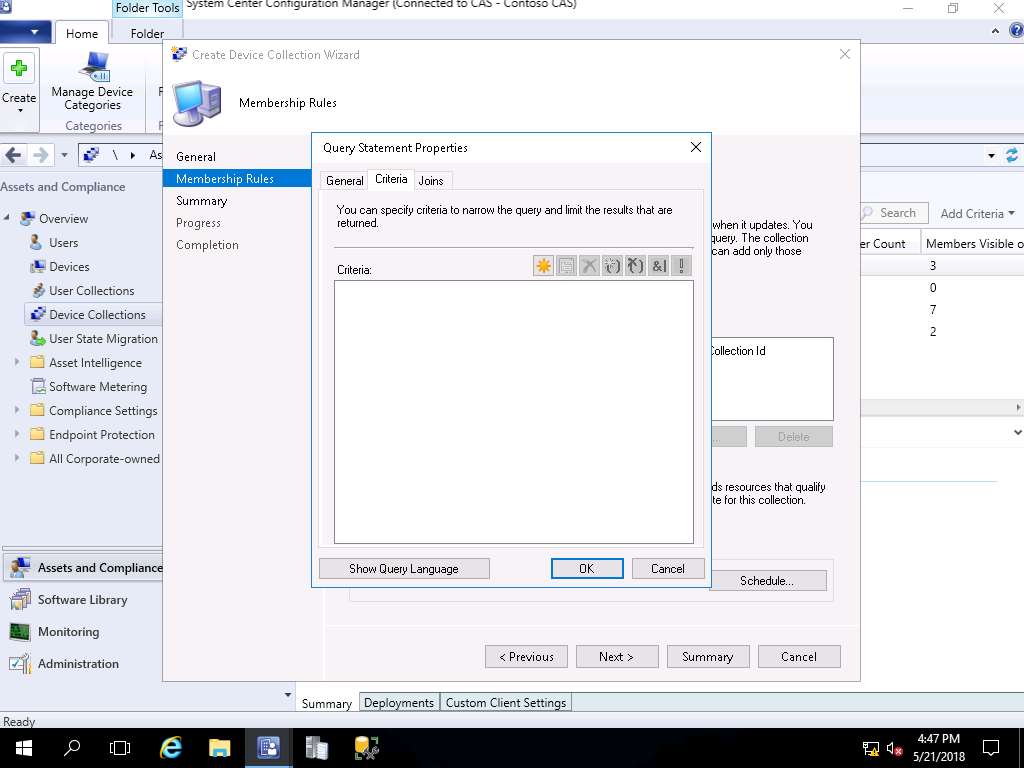 Folder Tools
System Center Configuration Manager (Connected to CAS - Contoso CAS)
Home
Folder
Create
Manage Device
Categories
Categories
\
As
Assets and Compliance
Overview
Users
Devices
User Collections
Device Collections
User State Migration
Asset Intelligence
Software Metering
Compliance Settings
Endpoint Protection
All Corporate-owned
Assets and Compliance
Software Library
Monitoring
Administration
Ready
Create Device Collection Wizard
Membership Rules
General
Membership Rules
Summary
Progress
Completion
Query Statement Properties
General
Criteria
Joins
You can specify criteria to narrow the query and limit the results that are
returned.
Criteria:
&|
!
Show Query Language
OK
Cancel
when it updates. You
query. The collection
can add only those
Collection Id
...
Delete
ds resources that qualify
te for this collection.
Schedule...
< Previous
Next >
Summary
Cancel
Search
Add Criteria
er Count
Members Visible o
3
0
7
2
Summary
Deployments
Custom Client Settings
4:47 PM
5/21/2018